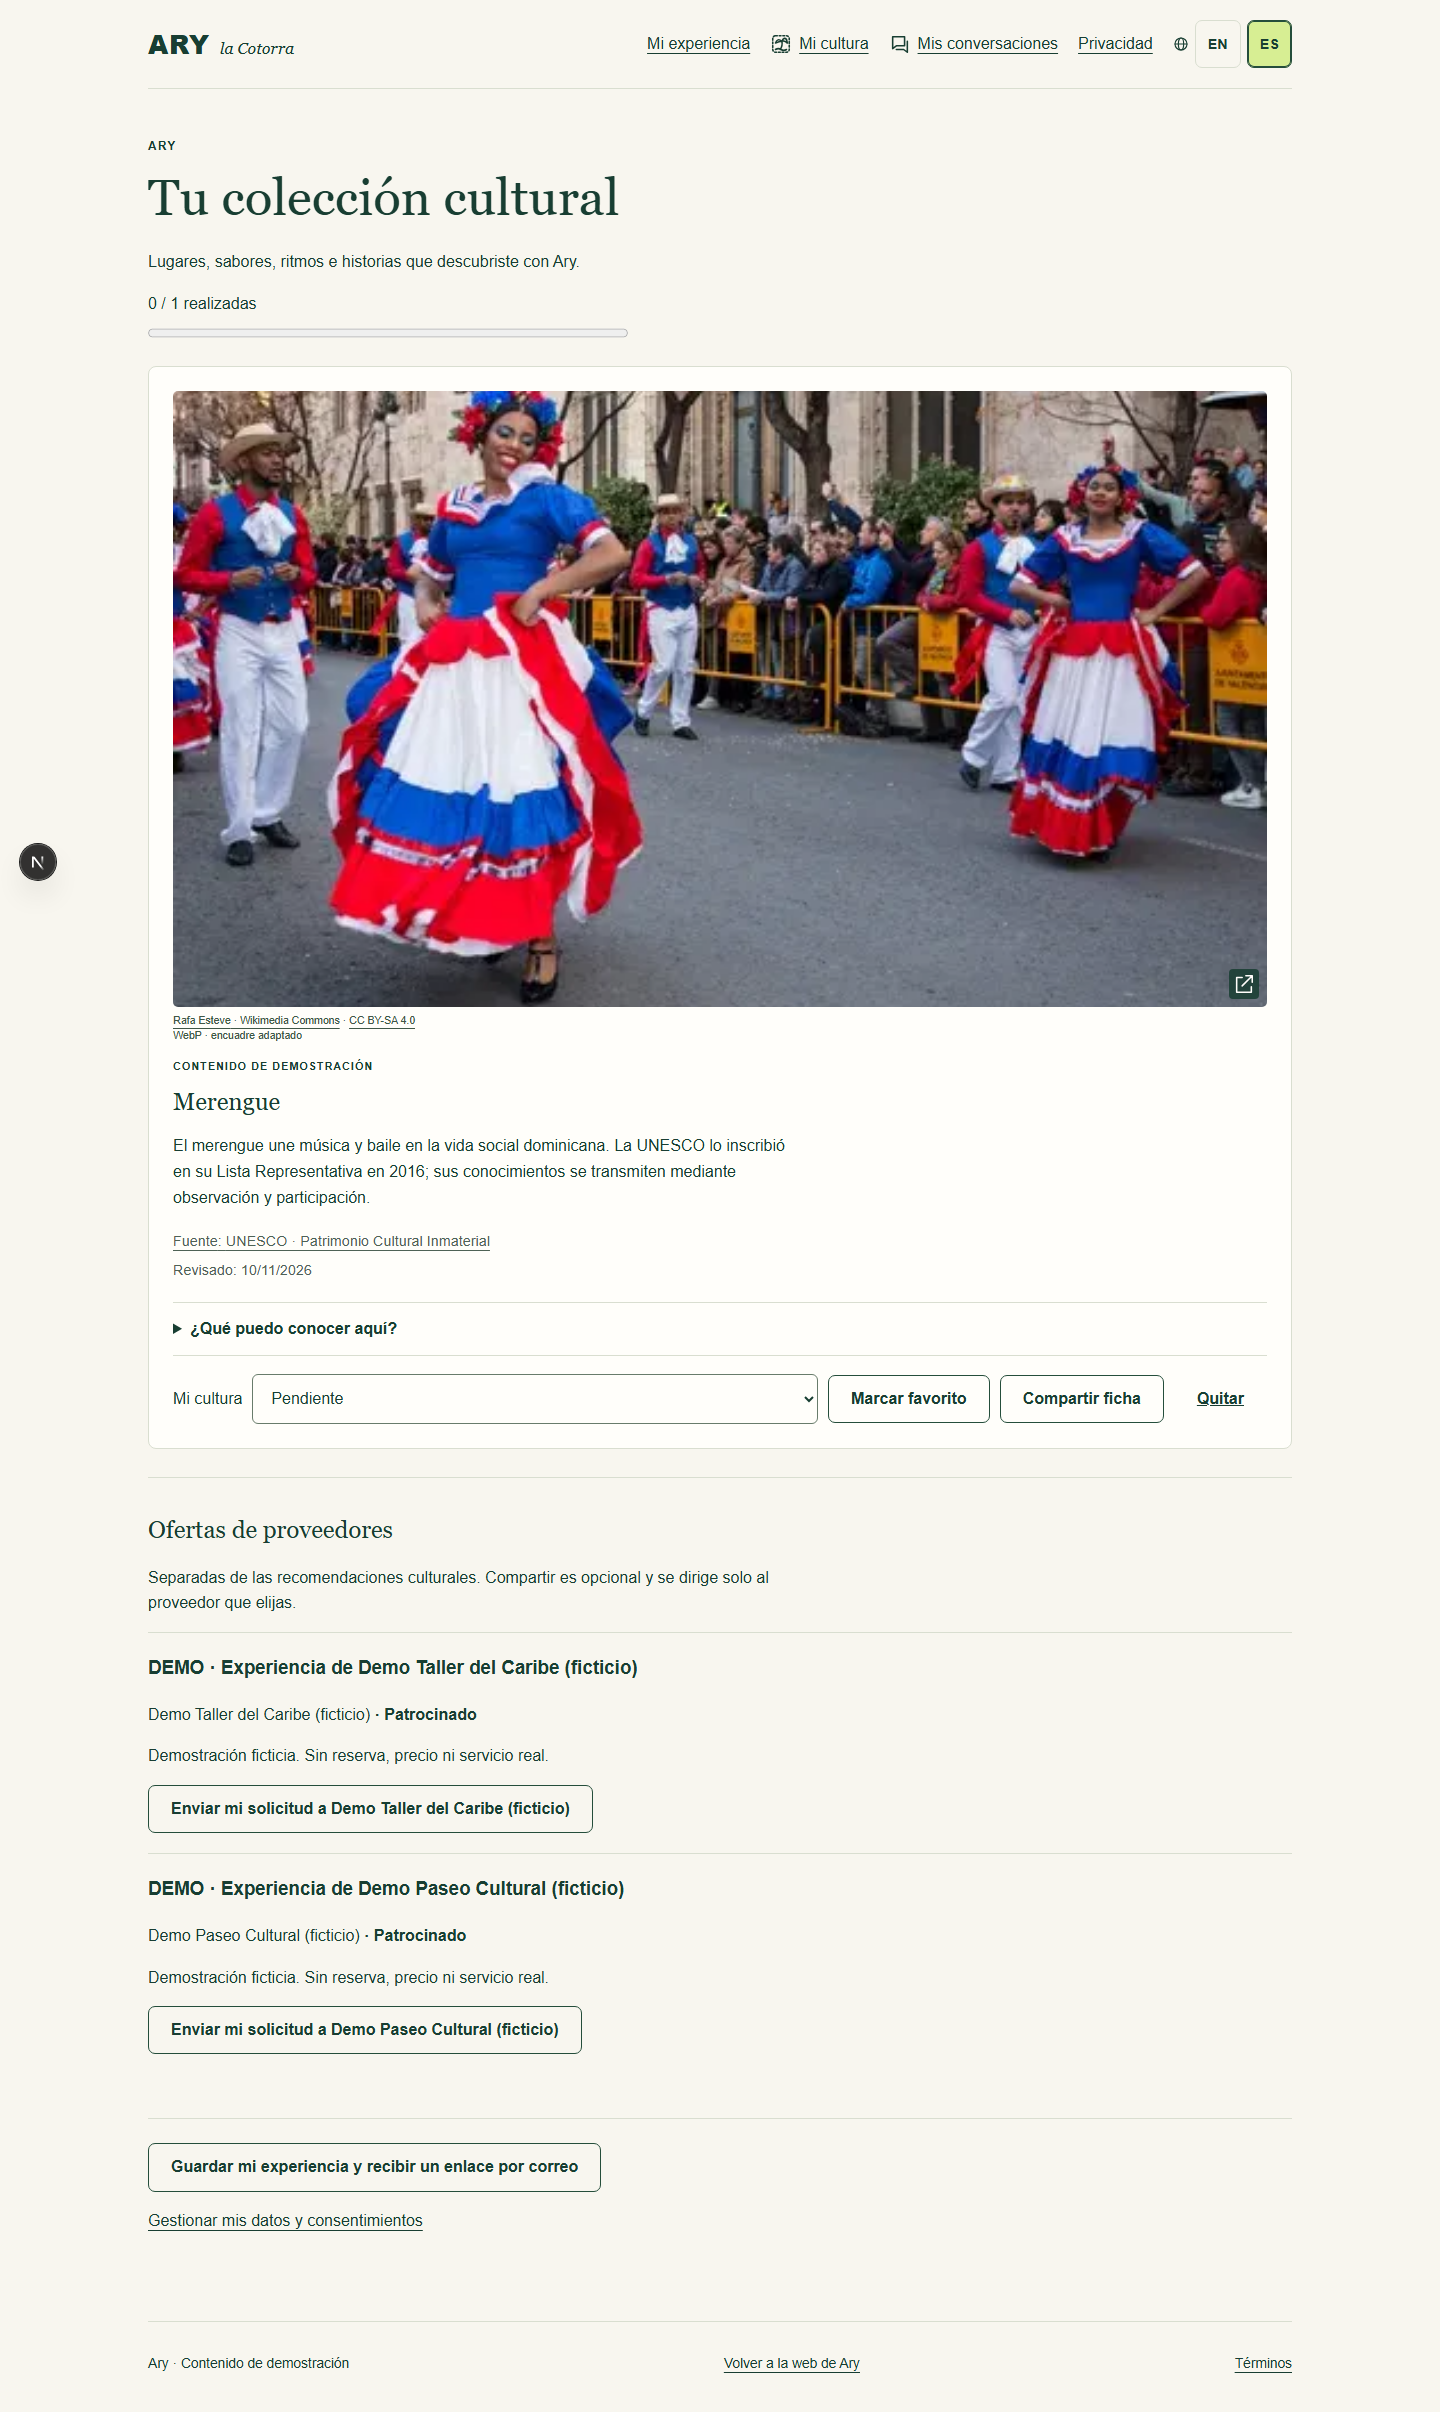 ARY la Cotorra
Mi experiencia
Mi cultura
Mis conversaciones
Privacidad
EN
ES
ARY
Tu colección cultural
Lugares, sabores, ritmos e historias que descubriste con Ary.
0 / 1 realizadas
Rafa Esteve · Wikimedia Commons · CC BY-SA 4.0
WebP · encuadre adaptado
CONTENIDO DE DEMOSTRACIÓN
Merengue
El merengue une música y baile en la vida social dominicana. La UNESCO lo inscribió
en su Lista Representativa en 2016; sus conocimientos se transmiten mediante
observación y participación.
Fuente: UNESCO · Patrimonio Cultural Inmaterial
Revisado: 10/11/2026
¿Qué puedo conocer aquí?
Mi cultura
Pendiente
Marcar favorito
Compartir ficha
Quitar
Ofertas de proveedores
Separadas de las recomendaciones culturales. Compartir es opcional y se dirige solo al
proveedor que elijas.
DEMO · Experiencia de Demo Taller del Caribe (ficticio)
Demo Taller del Caribe (ficticio) · Patrocinado
Demostración ficticia. Sin reserva, precio ni servicio real.
Enviar mi solicitud a Demo Taller del Caribe (ficticio)
DEMO · Experiencia de Demo Paseo Cultural (ficticio)
Demo Paseo Cultural (ficticio) · Patrocinado
Demostración ficticia. Sin reserva, precio ni servicio real.
Enviar mi solicitud a Demo Paseo Cultural (ficticio)
Guardar mi experiencia y recibir un enlace por correo
Gestionar mis datos y consentimientos
Ary · Contenido de demostración
Volver a la web de Ary
Términos